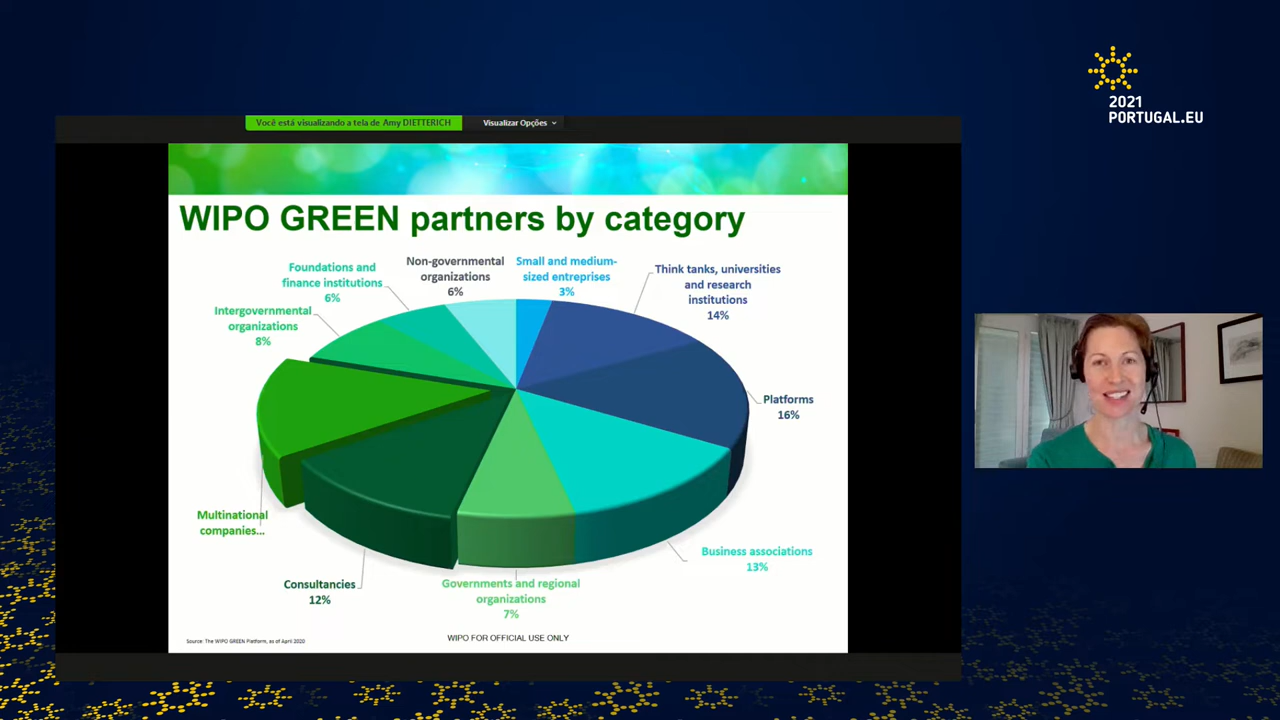 2021
PORTUGAL.EU
Você está visualizando a tela de Amy DIETTERICH
Visualizar Opções
WIPO GREEN partners by category
Non-governmental
organizations
6%
Small and medium-
sized entreprises
3%
Think tanks, universities
and research
institutions
14%
Foundations and
finance institutions
6%
Intergovernmental
organizations
8%
Platforms
16%
Multinational
companies...
Business associations
13%
Consultancies
12%
Governments and regional
organizations
7%
Source: The WIPO GREEN Platform, as of April 2020
WIPO FOR OFFICIAL USE ONLY